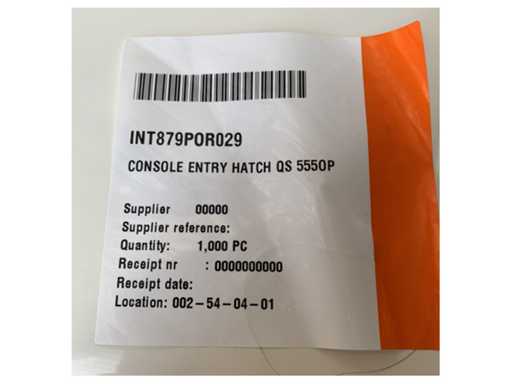 INT879POR029
CONSOLE ENTRY HATCH QS 555OP
Supplier 00000
Supplier reference:
Quantity: 1,000 PC
Receipt nr : 0000000000
Receipt date:
Location: 002-54-04-01